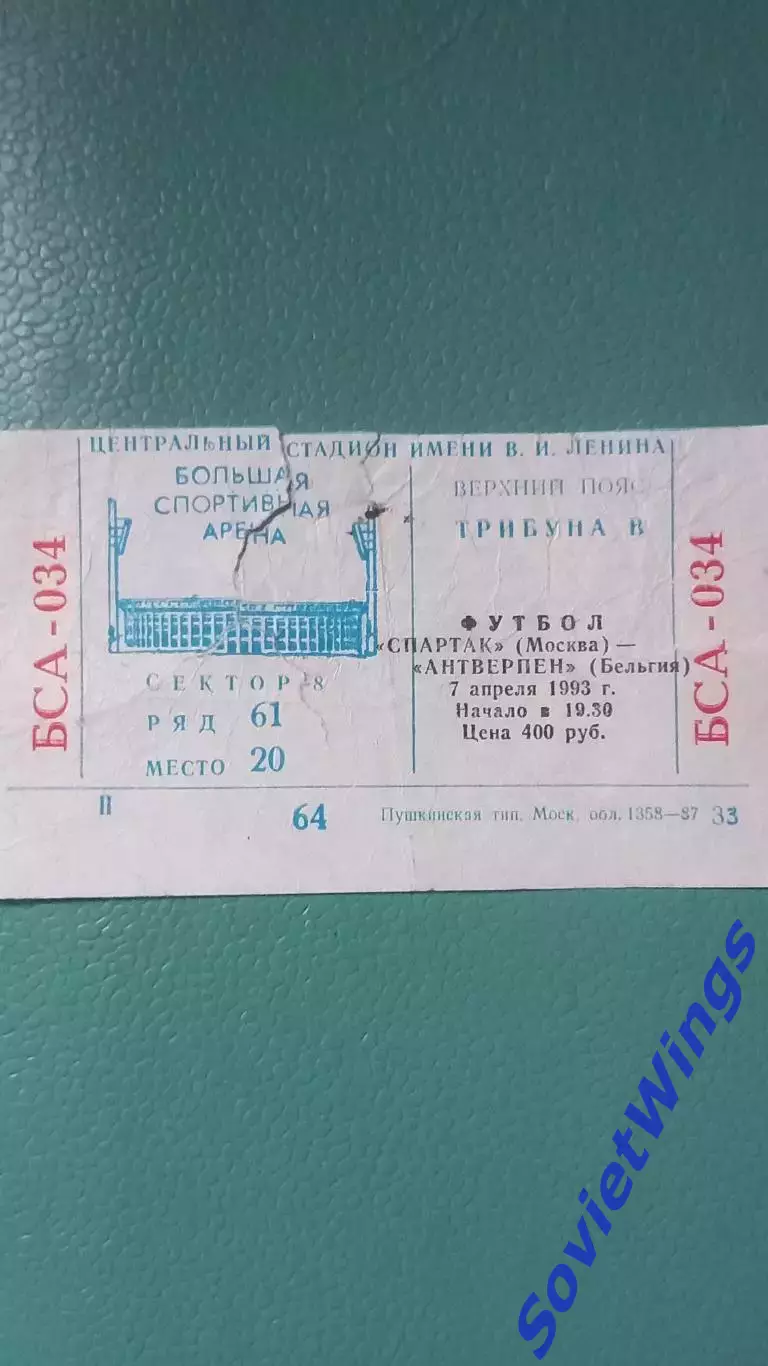 ЦЕНТРАЛЬНЫЙ СТАДИОН ИМЕНИ В. И. ЛЕНИНА
БОЛЬШАЯ
СПОРТИВНАЯ
АРЕНА
СЕКТОР 8
РЯД 61
МЕСТО 20
ВЕРХНИЙ ПОЯС
ТРИБУНА В
ФУТБОЛ
«СПАРТАК» (Москва) —
«АНТВЕРПЕН» (Бельгия)
7 апреля 1993 г.
Начало в 19.30
Цена 400 руб.
БСА-034
БСА-034
64
Пушкинская тип. Моск. обл. 1358—87 33
SovietWings